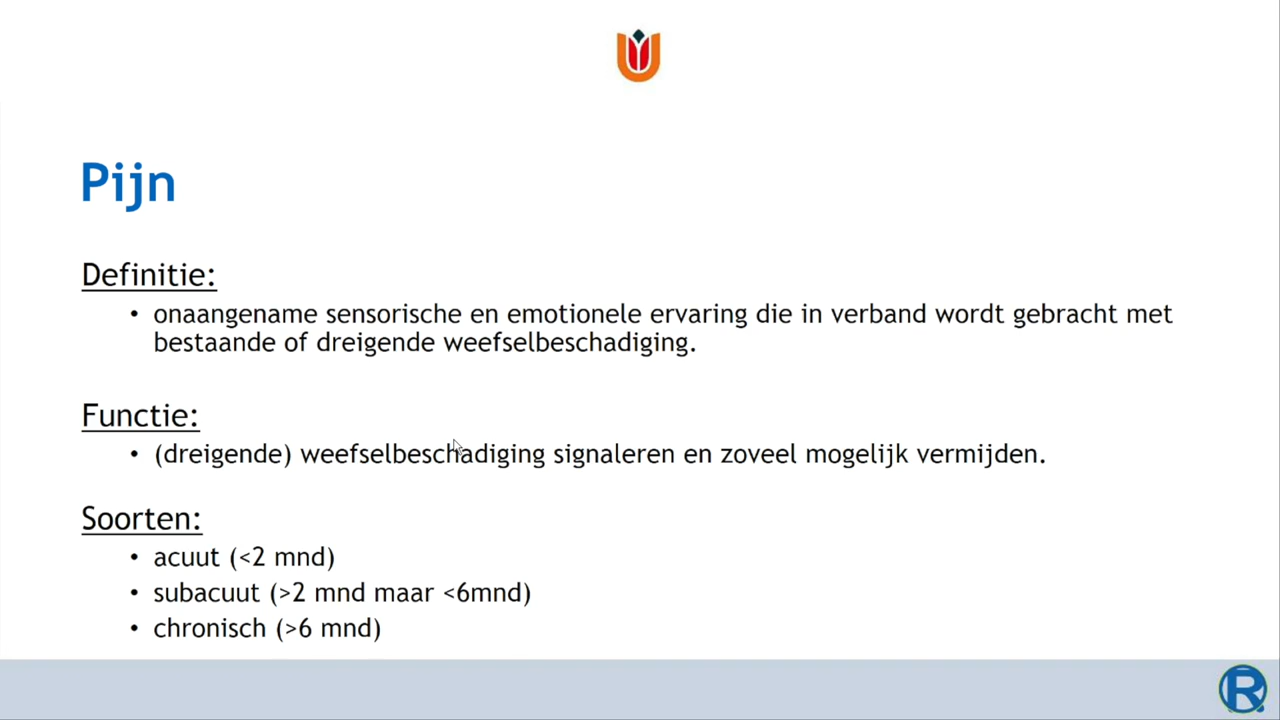 Pijn
Definitie:
• onaangename sensorische en emotionele ervaring die in verband wordt gebracht met
bestaande of dreigende weefselbeschadiging.
Functie:
• (dreigende) weefselbeschadiging signaleren en zoveel mogelijk vermijden.
Soorten:
• acuut (<2 mnd)
• subacuut (>2 mnd maar <6mnd)
• chronisch (>6 mnd)
R